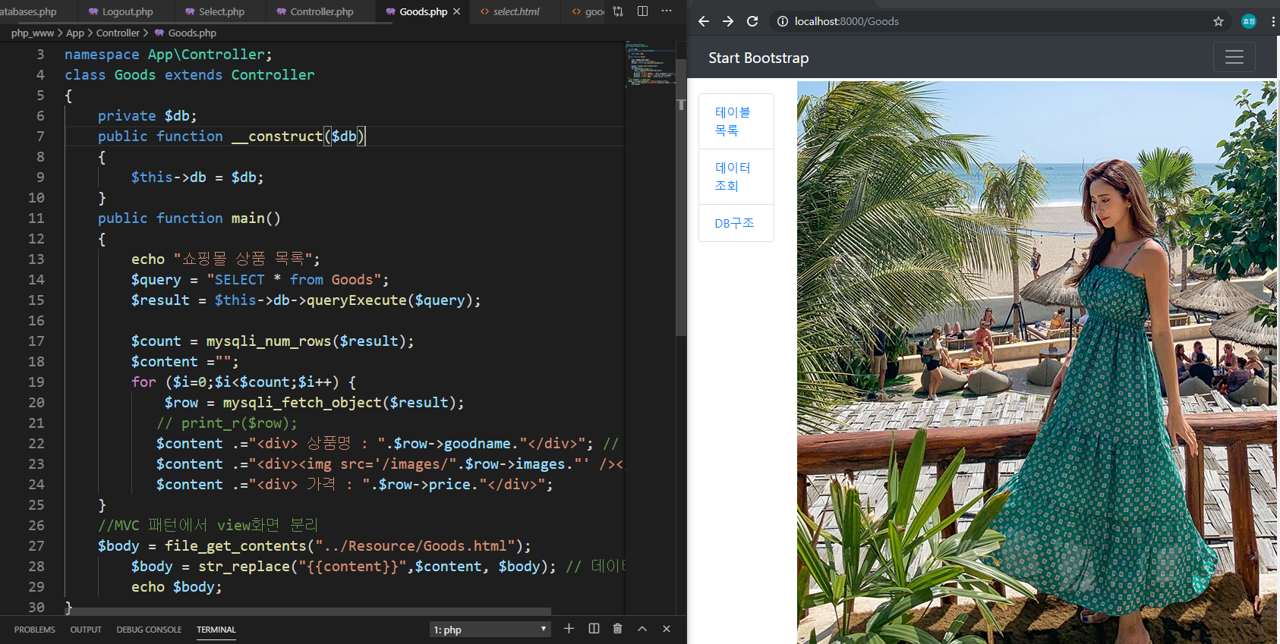 atabases.php
Logout.php
Select.php
Controller.php
Goods.php
select.html
goo
php_www > App > Controller > Goods.php
3 namespace App\Controller;
4 class Goods extends Controller
5 {
6 private $db;
7 public function __construct($db)
8 {
9 $this->db = $db;
10 }
11 public function main()
12 {
13 echo "쇼핑몰 상품 목록";
14 $query = "SELECT * from Goods";
15 $result = $this->db->queryExecute($query);
16
17 $count = mysqli_num_rows($result);
18 $content ="";
19 for ($i=0;$i<$count;$i++) {
20 $row = mysqli_fetch_object($result);
21 // print_r($row);
22 $content .="<div> 상품명 : ".$row->goodname."</div>"; //
23 $content .="<div><img src='/images/".$row->images."' /><
24 $content .="<div> 가격 : ".$row->price."</div>";
25 }
26 //MVC 패턴에서 view화면 분리
27 $body = file_get_contents("../Resource/Goods.html");
28 $body = str_replace("{{content}}",$content, $body); // 데이터
29 echo $body;
30 }
PROBLEMS OUTPUT DEBUG CONSOLE TERMINAL
1: php
localhost:8000/Goods
효정
Start Bootstrap
테이블
목록
데이터
조회
DB구조